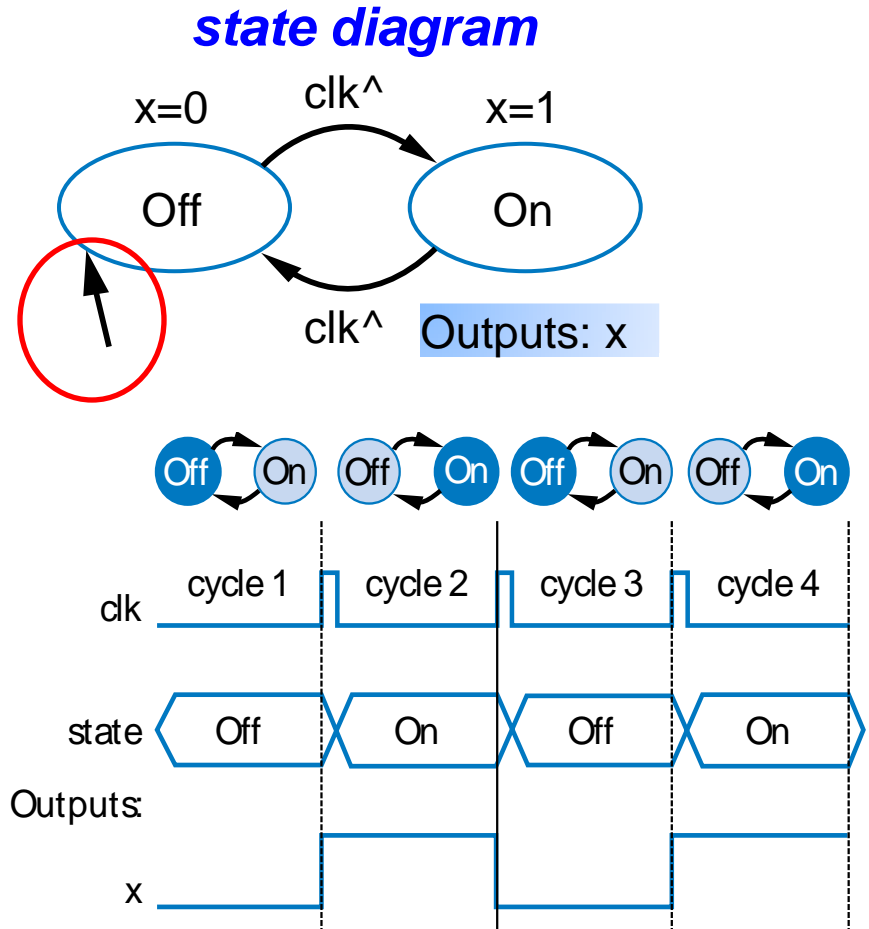 state diagram
clk^
x=0 x=1
Off On
clk^
Outputs: x
Off On Off On Off On Off On
cycle 1 cycle 2 cycle 3 cycle 4
clk
state Off On Off On
Outputs:
x